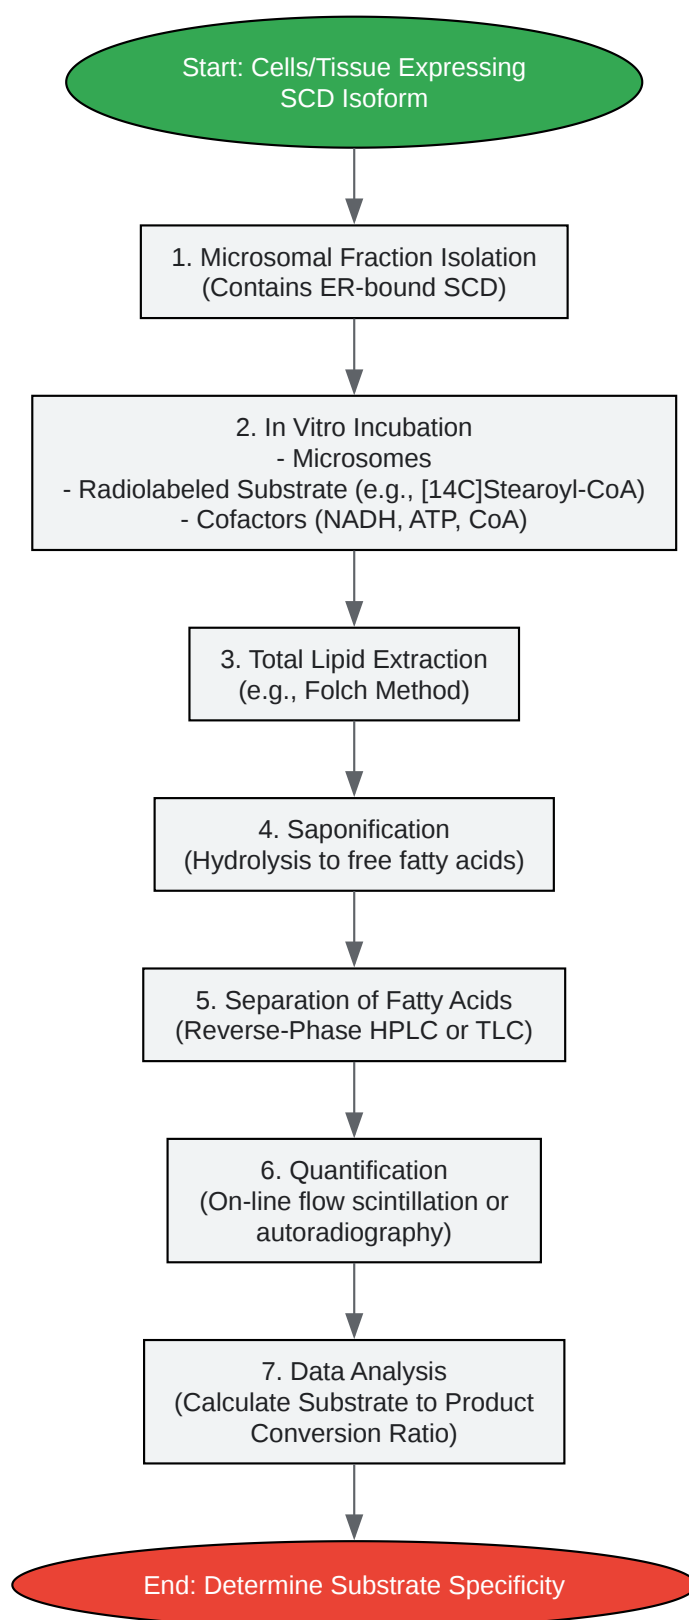 Start: Cells/Tissue Expressing
SCD Isoform
1. Microsomal Fraction Isolation
(Contains ER-bound SCD)
2. In Vitro Incubation
- Microsomes
- Radiolabeled Substrate (e.g., [14C]Stearoyl-CoA)
- Cofactors (NADH, ATP, CoA)
3. Total Lipid Extraction
(e.g., Folch Method)
4. Saponification
(Hydrolysis to free fatty acids)
5. Separation of Fatty Acids
(Reverse-Phase HPLC or TLC)
6. Quantification
(On-line flow scintillation or
autoradiography)
7. Data Analysis
(Calculate Substrate to Product
Conversion Ratio)
End: Determine Substrate Specificity